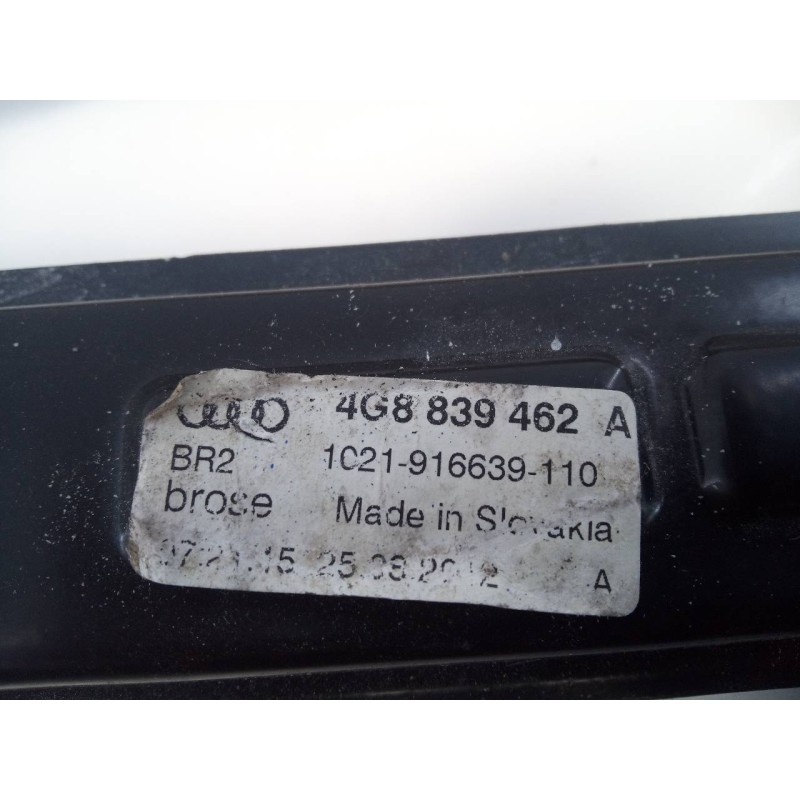 4G8 839 462 A
BR2 1021-916639-110
brose Made in Slovakia
A